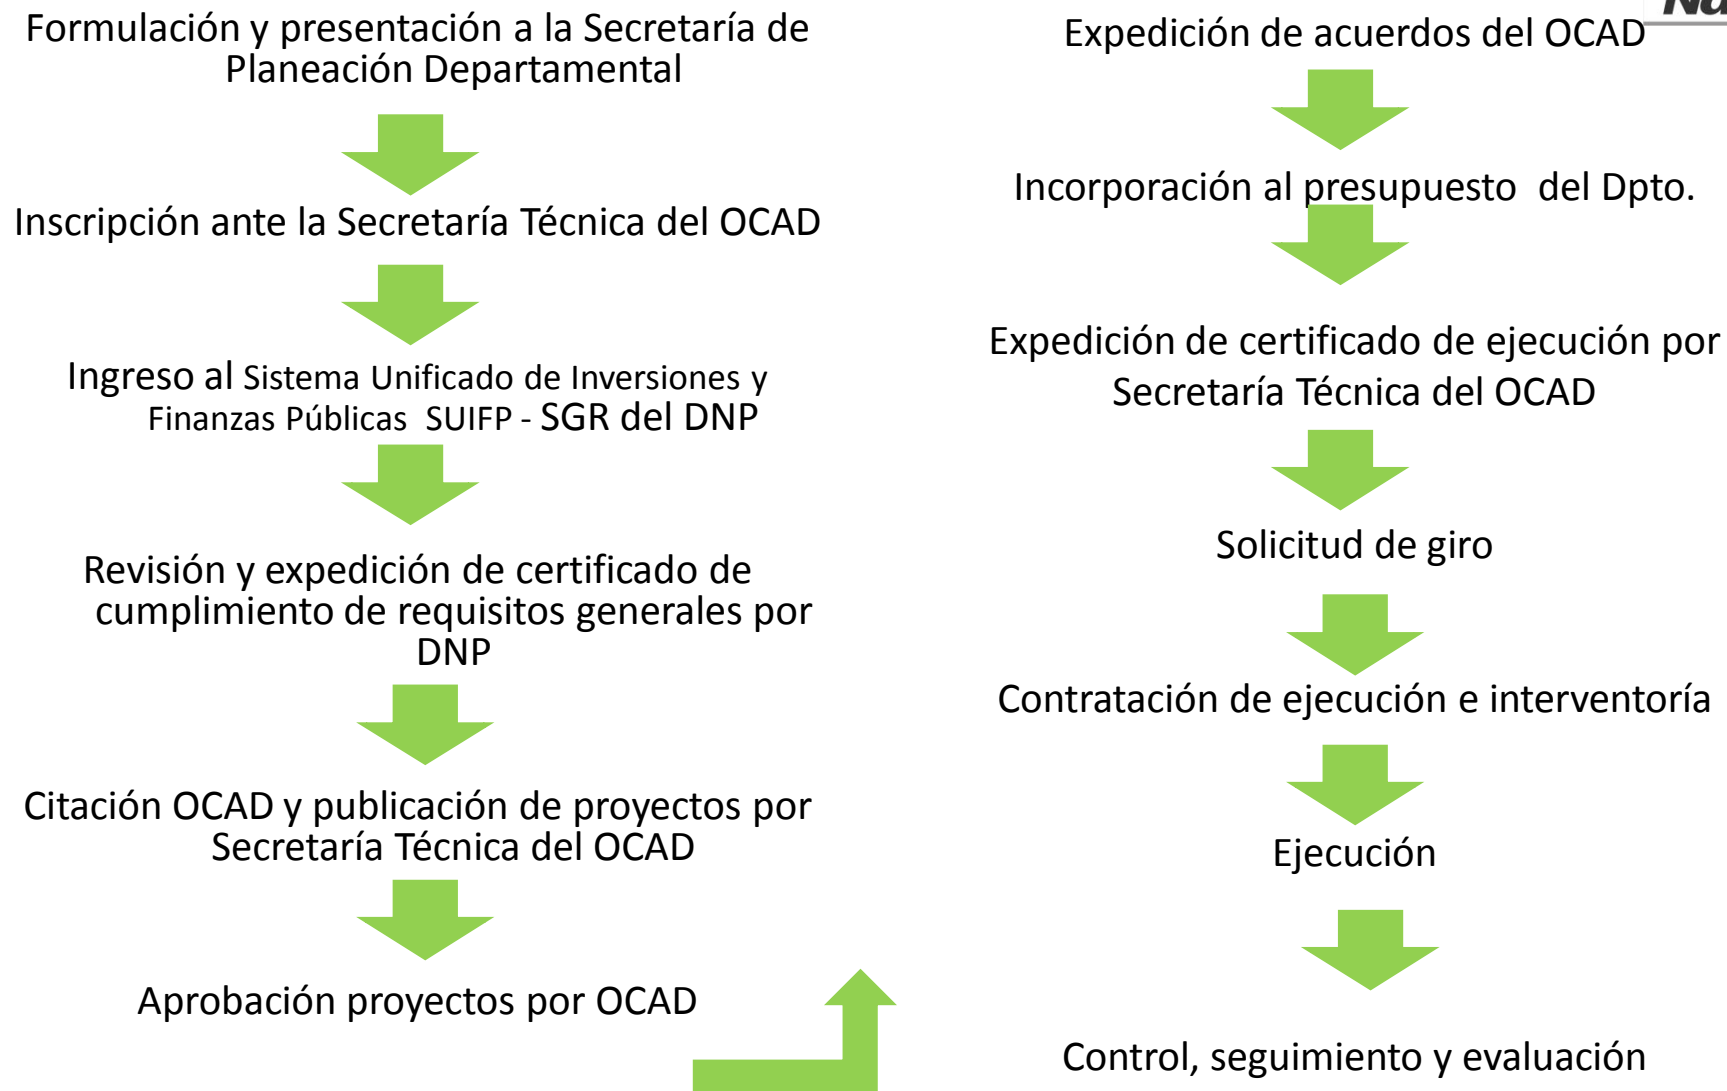 Formulación y presentación a la Secretaría de
Planeación Departamental
Inscripción ante la Secretaría Técnica del OCAD
Ingreso al Sistema Unificado de Inversiones y
Finanzas Públicas SUIFP - SGR del DNP
Revisión y expedición de certificado de
cumplimiento de requisitos generales por
DNP
Citación OCAD y publicación de proyectos por
Secretaría Técnica del OCAD
Aprobación proyectos por OCAD
Expedición de acuerdos del OCAD
Incorporación al presupuesto del Dpto.
Expedición de certificado de ejecución por
Secretaría Técnica del OCAD
Solicitud de giro
Contratación de ejecución e interventoría
Ejecución
Control, seguimiento y evaluación